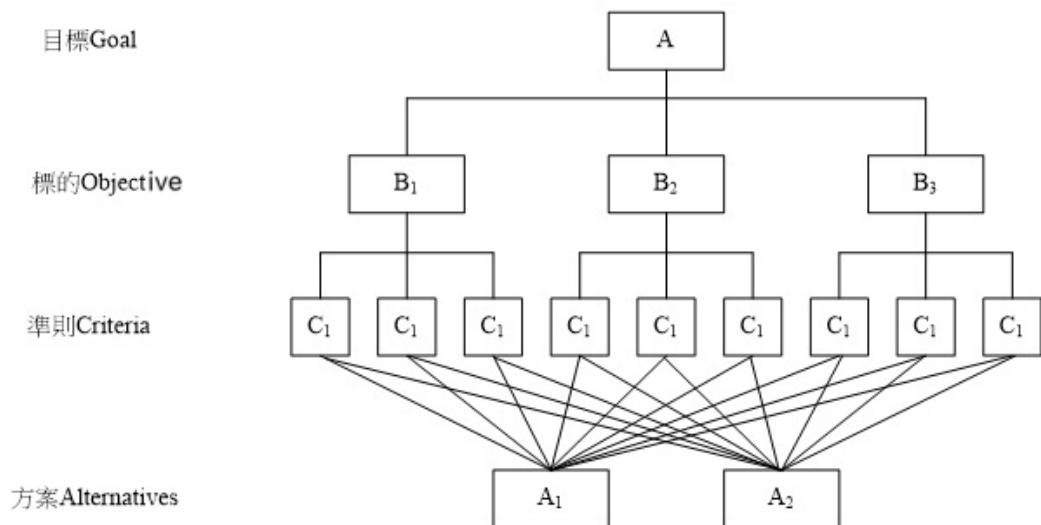 目標Goal A
標的Objective B₁ B₂ B₃
準則Criteria C₁ C₁ C₁ C₁ C₁ C₁ C₁ C₁ C₁
方案Alternatives A₁ A₂